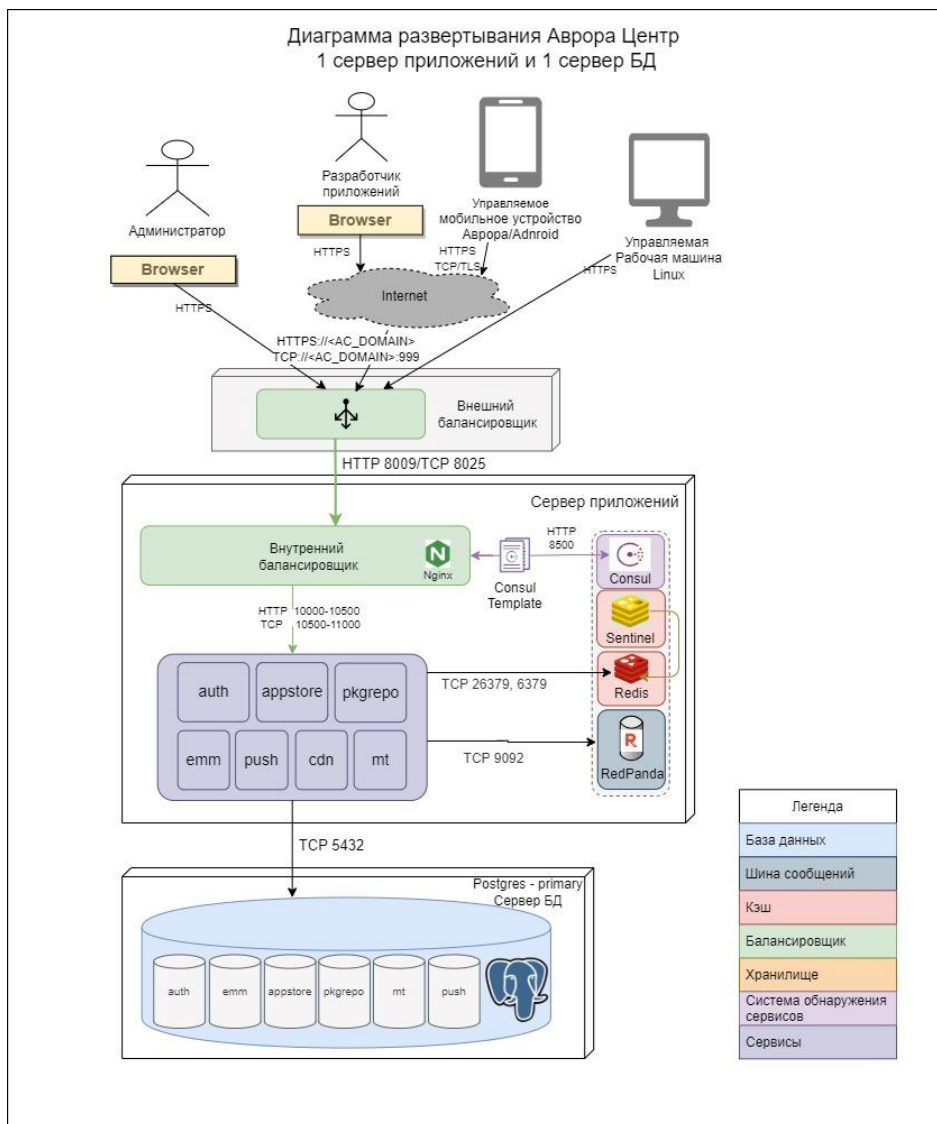 Диаграмма развертывания Аврора Центр
1 сервер приложений и 1 сервер БД
Администратор
Browser
HTTPS
Разработчик
приложений
Browser
HTTPS
Управляемое
мобильное устройство
Аврора/Adnroid
HTTPS
TCP/TLS
Управляемая
Рабочая машина
Linux
HTTPS
Internet
HTTPS://<AC_DOMAIN>
TCP://<AC_DOMAIN>:999
Внешний
балансировщик
HTTP 8009/TCP 8025
Сервер приложений
Внутренний
балансировщик
Nginx
Consul
Template
HTTP
8500
Consul
Sentinel
Redis
RedPanda
HTTP 10000-10500
TCP 10500-11000
auth
appstore
pkgrepo
emm
push
cdn
mt
TCP 26379, 6379
TCP 9092
TCP 5432
Postgres - primary
Сервер БД
auth
emm
appstore
pkgrepo
mt
push
Легенда
База данных
Шина сообщений
Кэш
Балансировщик
Хранилище
Система обнаружения
сервисов
Сервисы